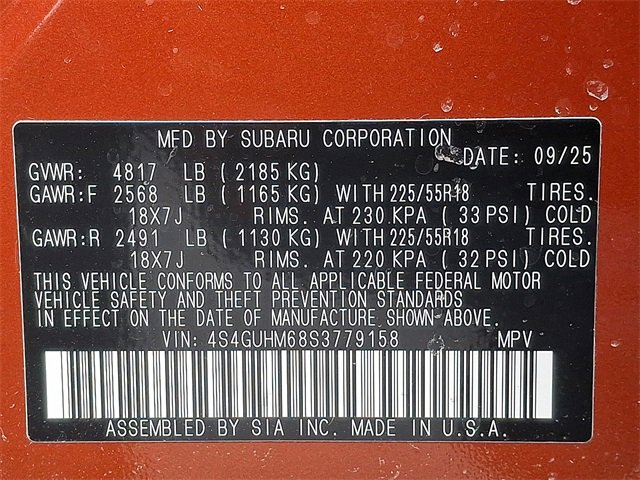 MFD BY SUBARU CORPORATION
DATE: 09/25
GVWR: 4817 LB ( 2185 KG)
GAWR:F 2568 LB ( 1165 KG) WITH 225/55R18 TIRES.
18X7J RIMS. AT 230 KPA ( 33 PSI) COLD
GAWR:R 2491 LB ( 1130 KG) WITH 225/55R18 TIRES.
18X7J RIMS. AT 220 KPA ( 32 PSI) COLD
THIS VEHICLE CONFORMS TO ALL APPLICABLE FEDERAL MOTOR
VEHICLE SAFETY AND THEFT PREVENTION STANDARDS
IN EFFECT ON THE DATE OF MANUFACTURE SHOWN ABOVE.
VIN: 4S4GUHM68S3779158 MPV
ASSEMBLED BY SIA INC. MADE IN U.S.A.